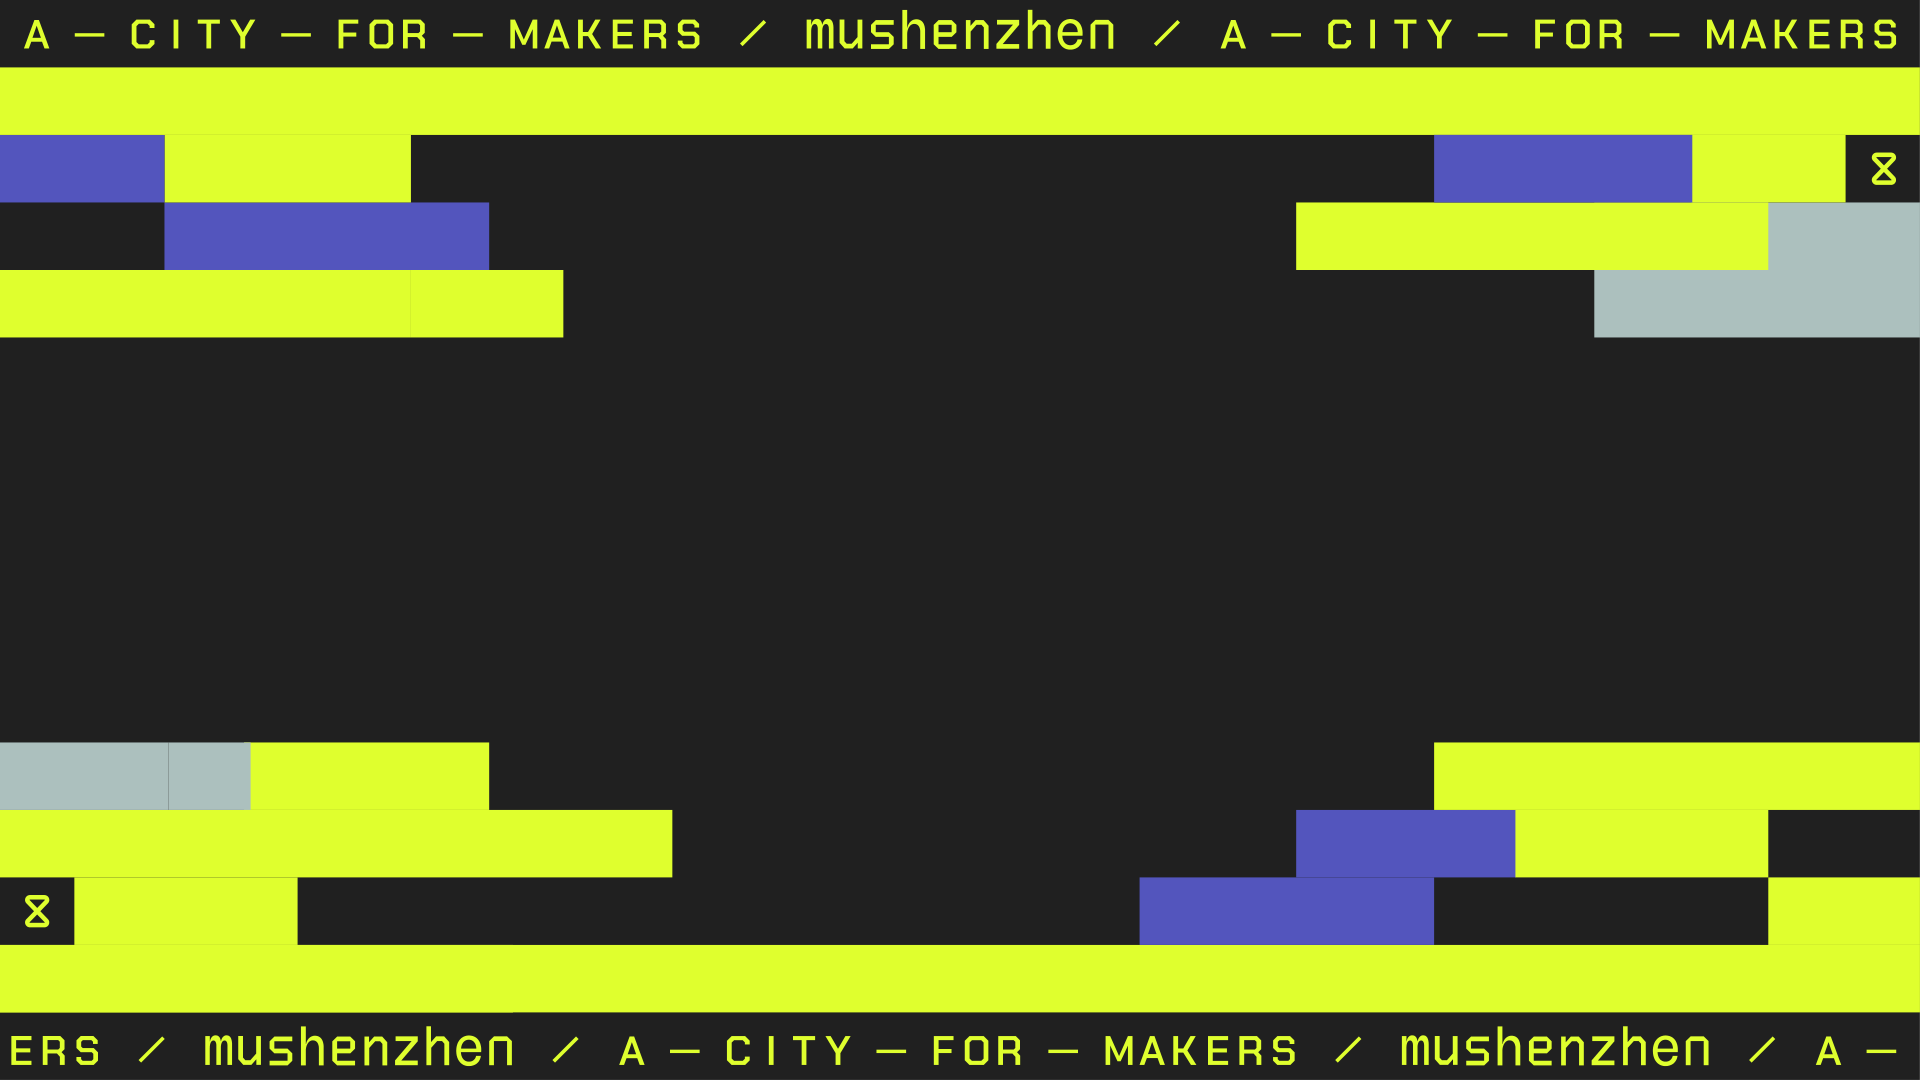 A — CITY — FOR — MAKERS / mushenzhen / A — CITY — FOR — MAKERS
ERS / mushenzhen / A — CITY — FOR — MAKERS / mushenzhen / A —